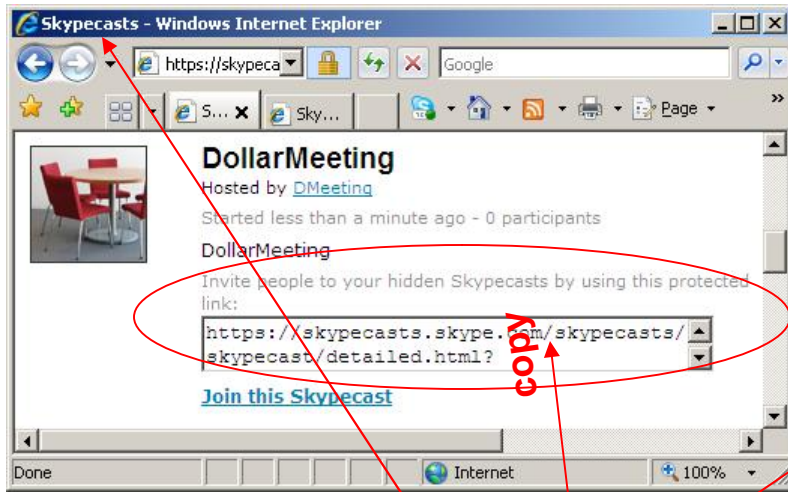 Skypecasts - Windows Internet Explorer
https://skypeca
Google
S...
Sky...
Page
»
DollarMeeting
Hosted by DMeeting
Started less than a minute ago - 0 participants
DollarMeeting
Invite people to your hidden Skypecasts by using this protected
link:
https://skypecasts.skype.com/skypecasts/
skypecast/detailed.html?
copy
Join this Skypecast
Done
Internet
100%